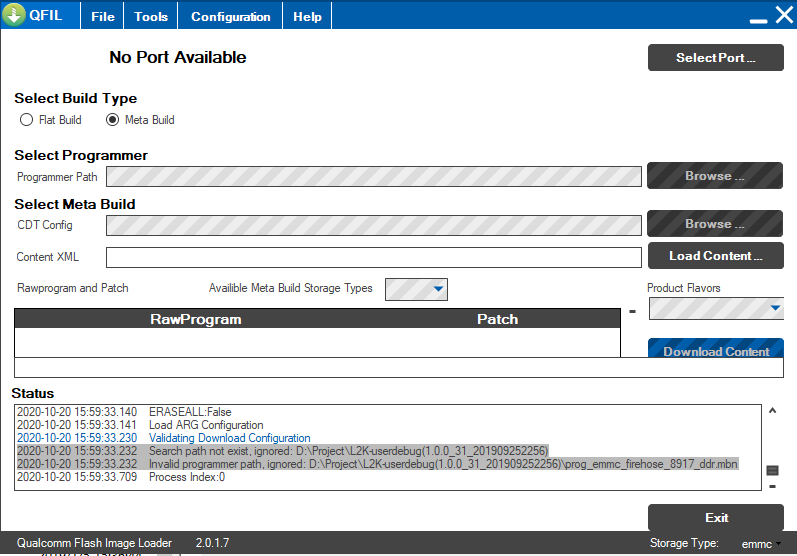 QFIL File Tools Configuration Help
No Port Available Select Port ...
Select Build Type
Flat Build Meta Build
Select Programmer
Programmer Path Browse ...
Select Meta Build
CDT Config Browse ...
Content XML Load Content ...
Rawprogram and Patch Availible Meta Build Storage Types Product Flavors
RawProgram Patch
Download Content
Status
2020-10-20 15:59:33.140 ERASEALL:False
2020-10-20 15:59:33.141 Load ARG Configuration
2020-10-20 15:59:33.230 Validating Download Configuration
2020-10-20 15:59:33.232 Search path not exist, ignored: D:\Project\L2K-userdebug(1.0.0_31_201909252256)
2020-10-20 15:59:33.232 Invalid programmer path, ignored: D:\Project\L2K-userdebug(1.0.0_31_201909252256)\prog_emmc_firehose_8917_ddr.mbn
2020-10-20 15:59:33.709 Process Index:0
Exit
Qualcomm Flash Image Loader 2.0.1.7 Storage Type: emmc